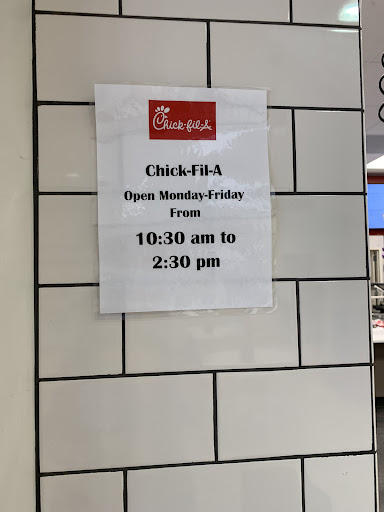 Chick-fil-A
Chick-Fil-A
Open Monday-Friday
From
10:30 am to
2:30 pm